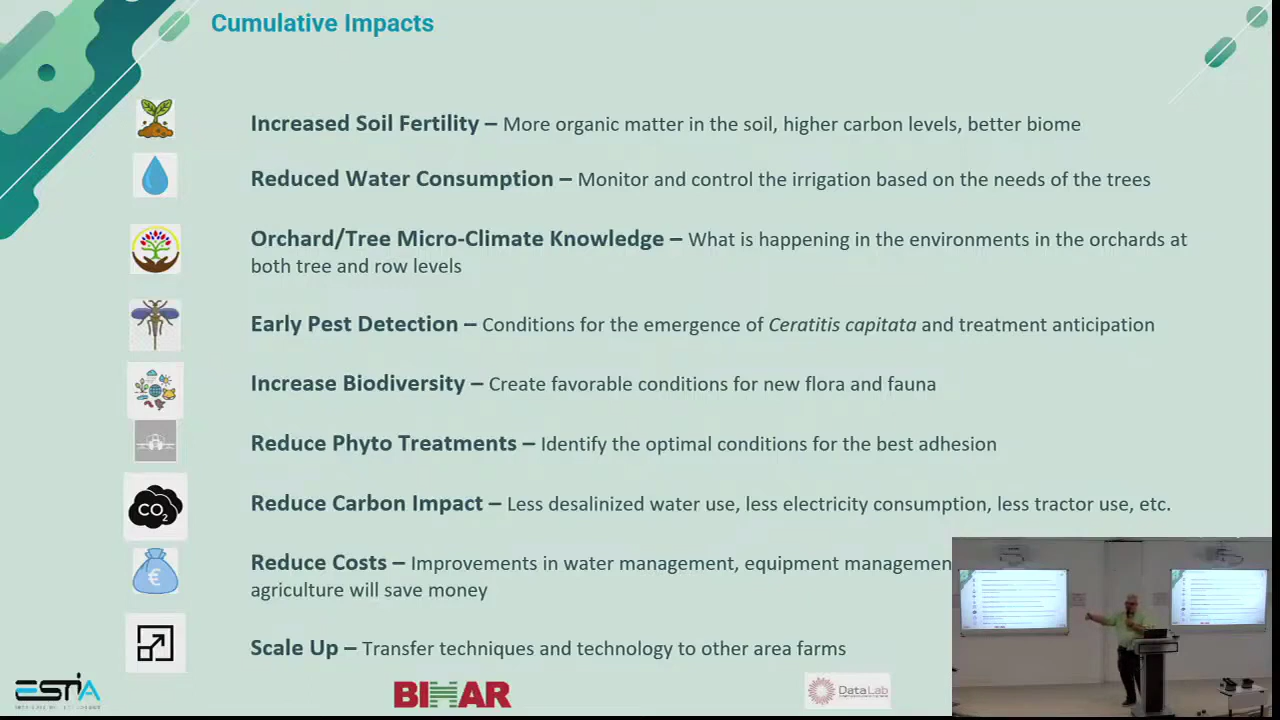 Cumulative Impacts
Increased Soil Fertility – More organic matter in the soil, higher carbon levels, better biome
Reduced Water Consumption – Monitor and control the irrigation based on the needs of the trees
Orchard/Tree Micro-Climate Knowledge – What is happening in the environments in the orchards at
both tree and row levels
Early Pest Detection – Conditions for the emergence of Ceratitis capitata and treatment anticipation
Increase Biodiversity – Create favorable conditions for new flora and fauna
Reduce Phyto Treatments – Identify the optimal conditions for the best adhesion
CO2
Reduce Carbon Impact – Less desalinized water use, less electricity consumption, less tractor use, etc.
€
Reduce Costs – Improvements in water management, equipment managemen
agriculture will save money
Scale Up – Transfer techniques and technology to other area farms
ESTIA
BIHAR
DataLab